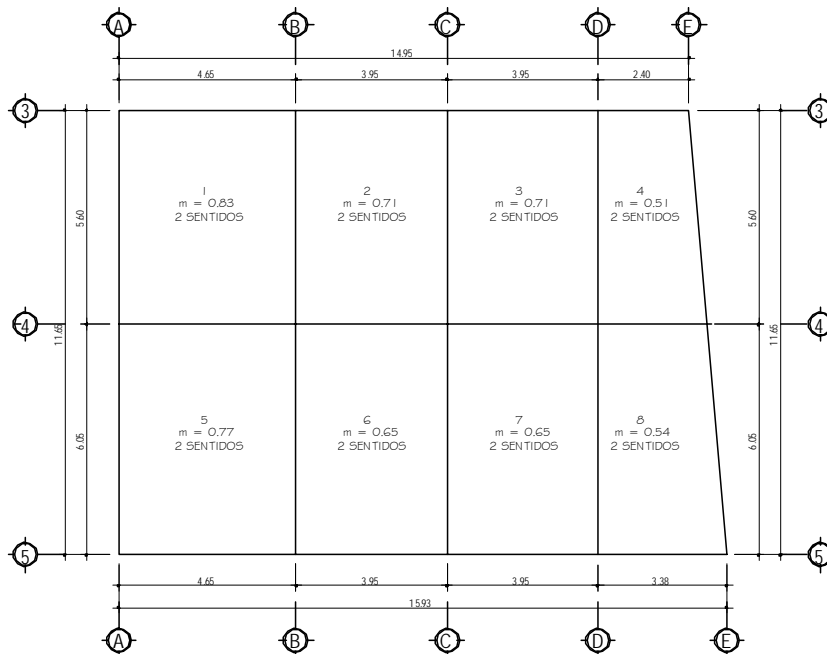 A B C D E
14.95
4.65 3.95 3.95 2.40
3 3
1
m = 0.83
2 SENTIDOS
2
m = 0.71
2 SENTIDOS
3
m = 0.71
2 SENTIDOS
4
m = 0.51
2 SENTIDOS
5.60 5.60
4 4
11.65 11.65
5
m = 0.77
2 SENTIDOS
6
m = 0.65
2 SENTIDOS
7
m = 0.65
2 SENTIDOS
8
m = 0.54
2 SENTIDOS
6.05 6.05
5 5
4.65 3.95 3.95 3.38
15.93
A B C D E